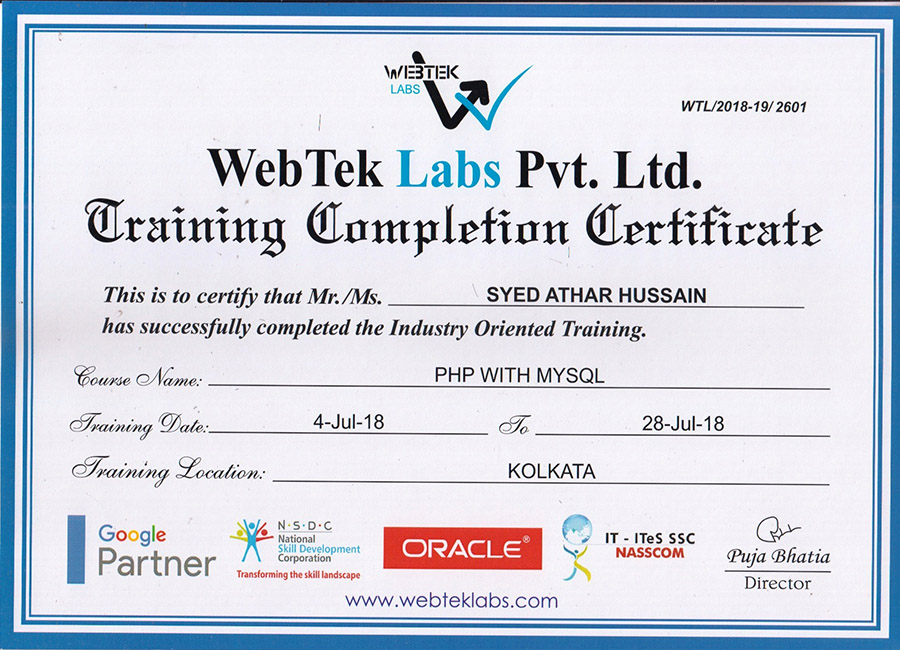 WEBTEK
LABS
WTL/2018-19/ 2601
WebTek Labs Pvt. Ltd.
Training Completion Certificate
This is to certify that Mr./Ms. SYED ATHAR HUSSAIN
has successfully completed the Industry Oriented Training.
Course Name: PHP WITH MYSQL
Training Date: 4-Jul-18 To 28-Jul-18
Training Location: KOLKATA
Google
Partner
N·S·D·C
National
Skill Development
Corporation
Transforming the skill landscape
ORACLE®
IT - ITeS SSC
NASSCOM
Puja Bhatia
Director
www.webteklabs.com